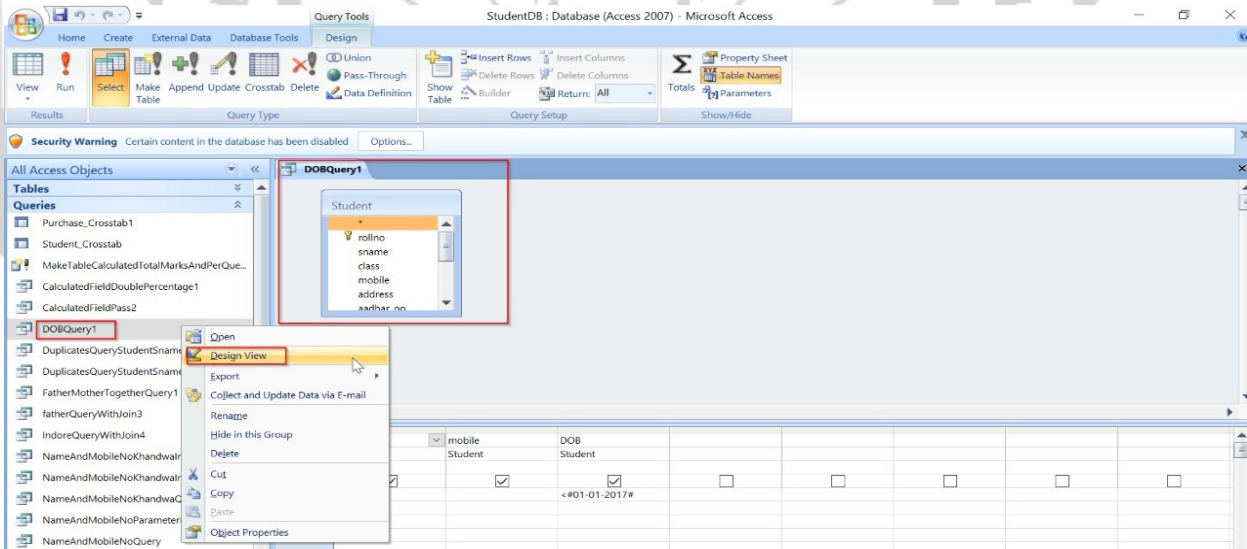 Query Tools
StudentDB : Database (Access 2007) - Microsoft Access
Home Create External Data Database Tools Design
View Run Select Make Table Append Update Crosstab Delete
Union
Pass-Through
Data Definition
Show Table
Insert Rows
Delete Rows
Builder
Insert Columns
Delete Columns
Return: All
Totals
Property Sheet
Table Names
Parameters
Results Query Type Query Setup Show/Hide
Security Warning Certain content in the database has been disabled Options...
All Access Objects
Tables
Queries
Purchase_Crosstab1
Student_Crosstab
MakeTableCalculatedTotalMarksAndPerQue...
CalculatedFieldDoublePercentage1
CalculatedFieldPass2
DOBQuery1
DuplicatesQueryStudentSname
DuplicatesQueryStudentSname
FatherMotherTogetherQuery1
fatherQueryWithJoin3
IndoreQueryWithJoin4
NameAndMobileNoKhandwaIn
NameAndMobileNoKhandwaIn
NameAndMobileNoKhandwaQ
NameAndMobileNoParameter
NameAndMobileNoQuery
Open
Design View
Export
Collect and Update Data via E-mail
Rename
Hide in this Group
Delete
Cut
Copy
Paste
Object Properties
DOBQuery1
Student
*
rollno
sname
class
mobile
address
aadhar_no
mobile DOB
Student Student
<#01-01-2017#